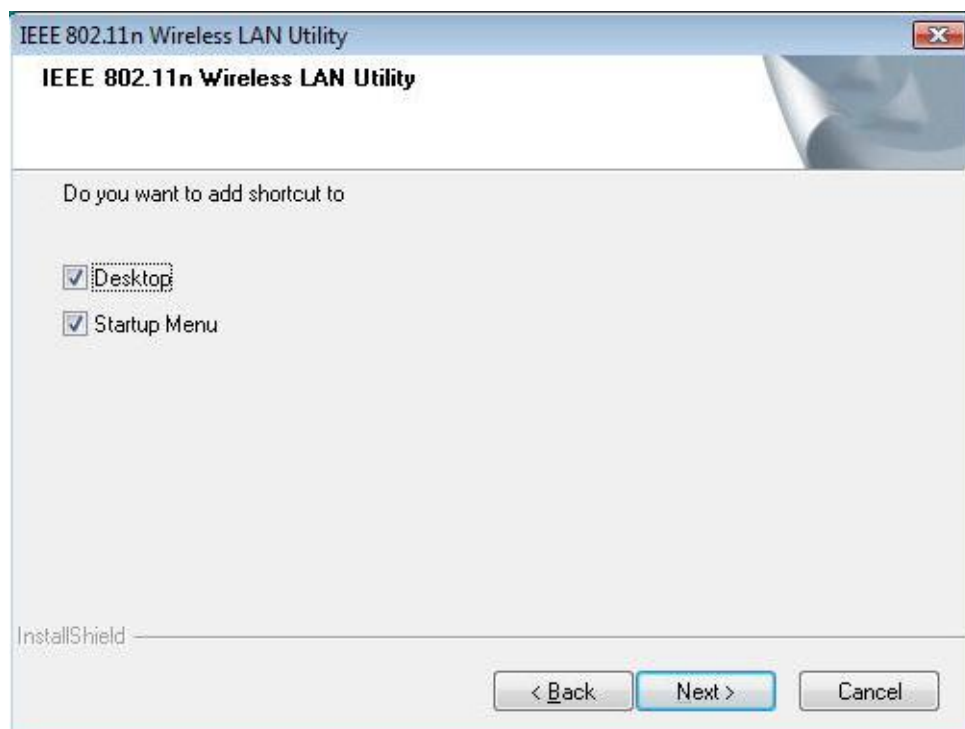 IEEE 802.11n Wireless LAN Utility
IEEE 802.11n Wireless LAN Utility
Do you want to add shortcut to
Desktop
Startup Menu
InstallShield
< Back Next > Cancel